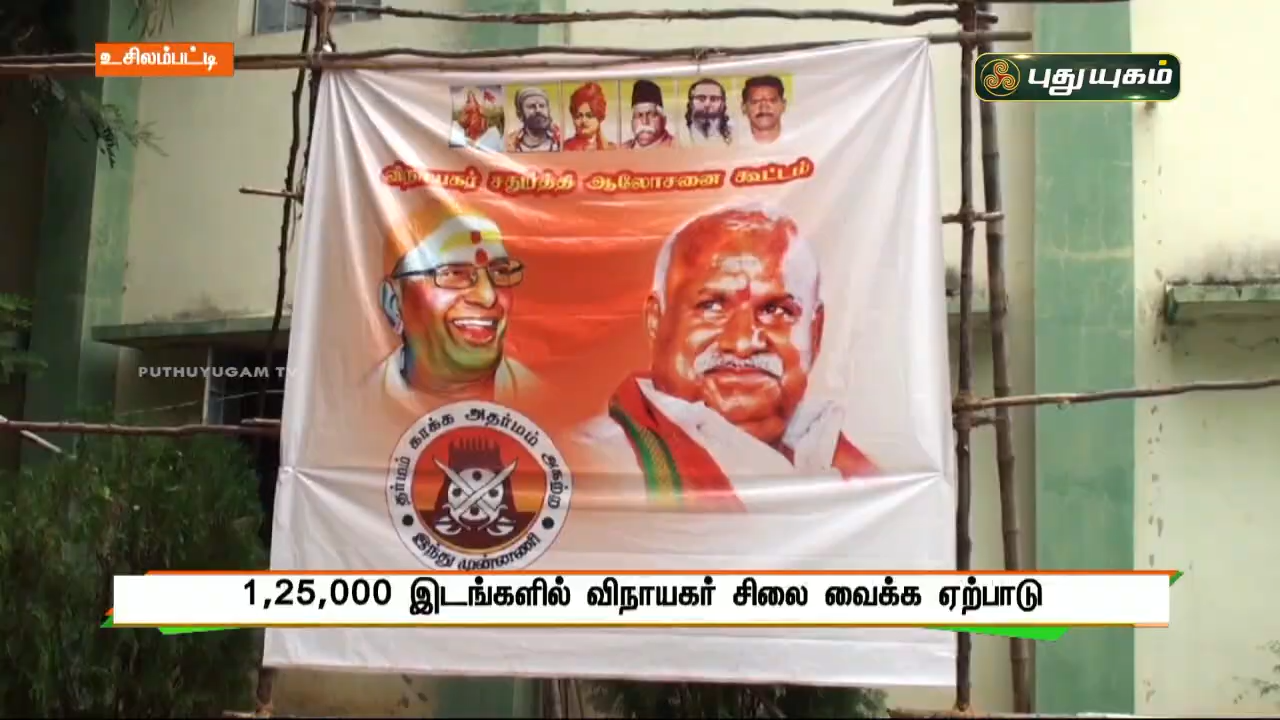 உசிலம்பட்டி
புதுயுகம்
விநாயகர் சதுர்த்தி ஆலோசனை கூட்டம்
PUTHUYUGAM TV
தர்மம் காக்க அதர்மம் அகற்ற
இந்து முன்னணி
1,25,000 இடங்களில் விநாயகர் சிலை வைக்க ஏற்பாடு